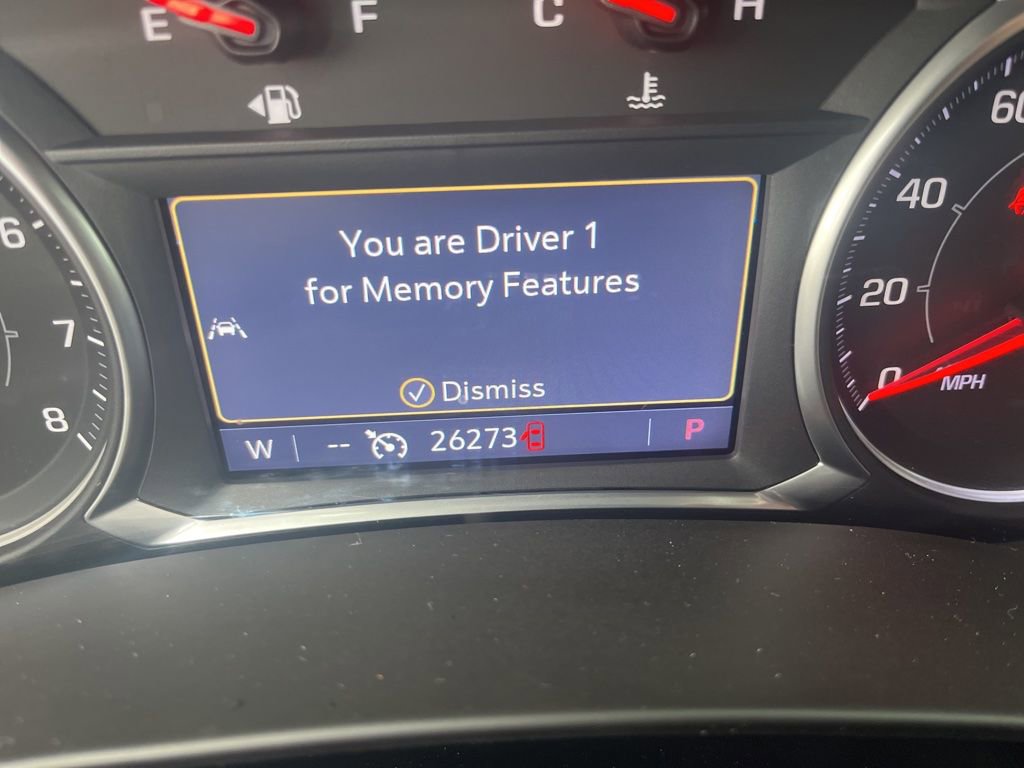 E F C H
60
40
20
0
MPH
6
7
8
You are Driver 1
for Memory Features
Dismiss
W -- 26273 P